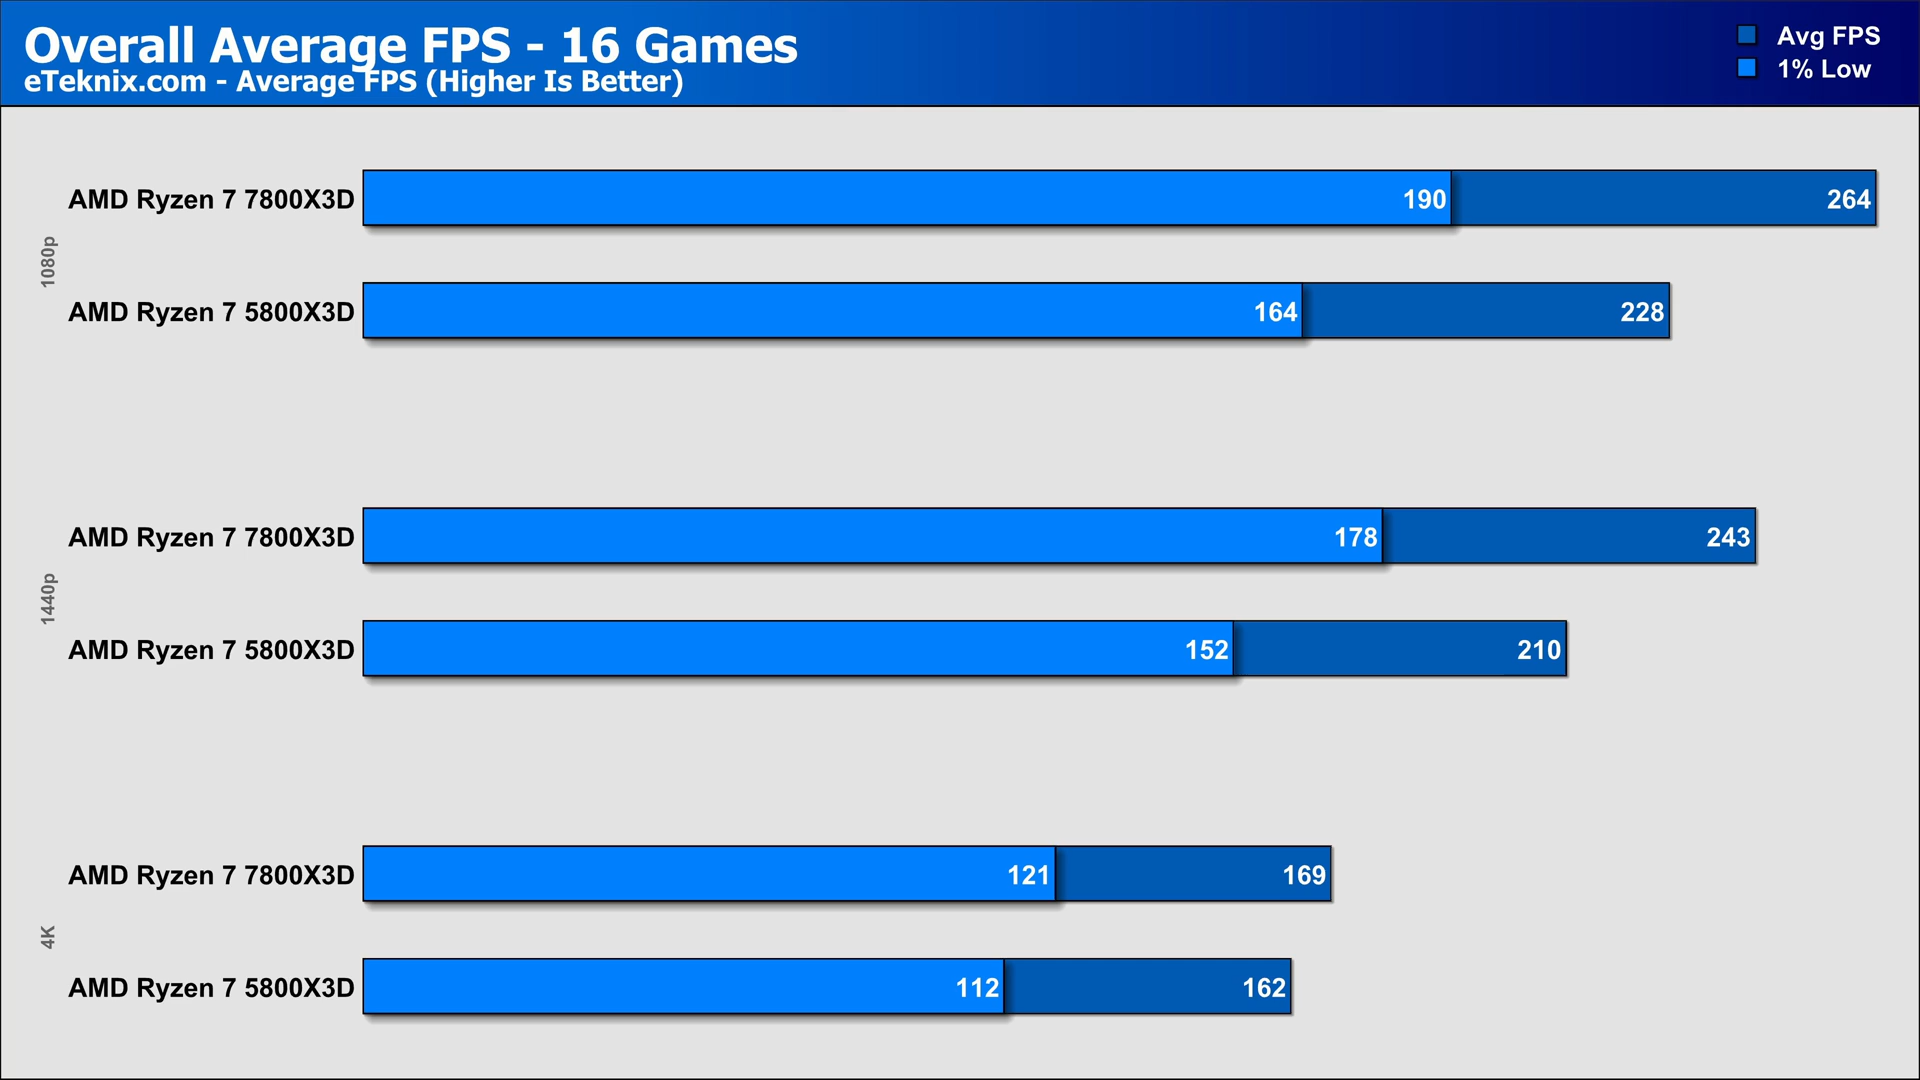 Overall Average FPS - 16 Games
eTeknix.com - Average FPS (Higher Is Better)
Avg FPS
1% Low
1080p
AMD Ryzen 7 7800X3D 190 264
AMD Ryzen 7 5800X3D 164 228
1440p
AMD Ryzen 7 7800X3D 178 243
AMD Ryzen 7 5800X3D 152 210
4K
AMD Ryzen 7 7800X3D 121 169
AMD Ryzen 7 5800X3D 112 162